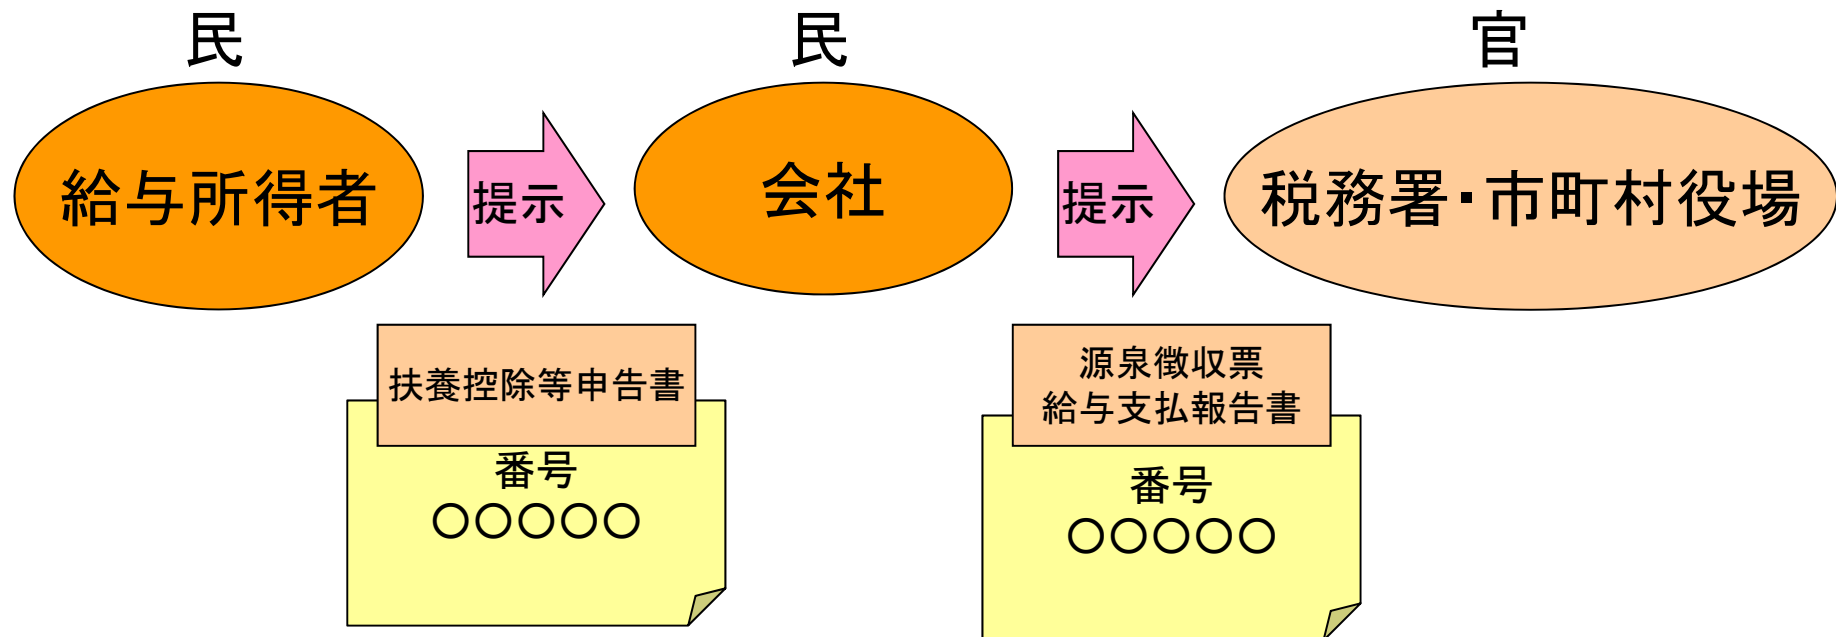 民
民
官
給与所得者
提示
会社
提示
税務署・市町村役場
扶養控除等申告書
番号
○○○○○
源泉徴収票
給与支払報告書
番号
○○○○○